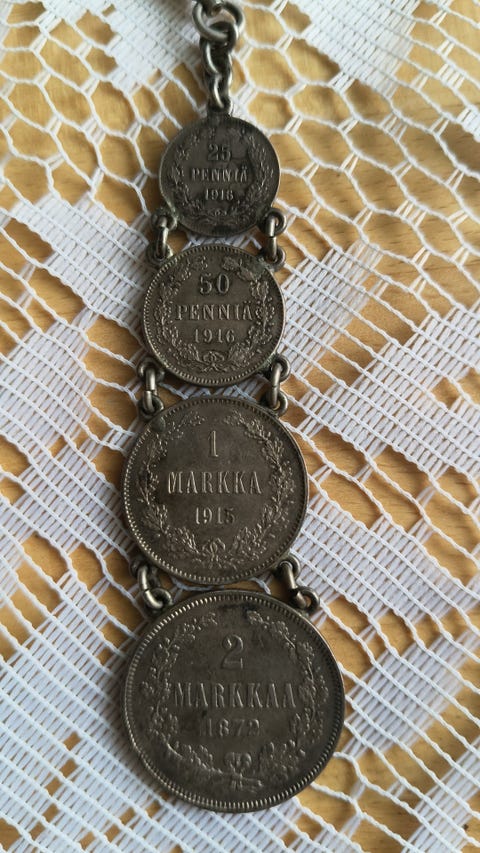 25
PENNIÄ
1916
50
PENNIÄ
1916
1
MARKKA
1915
2
MARKKAA
1872